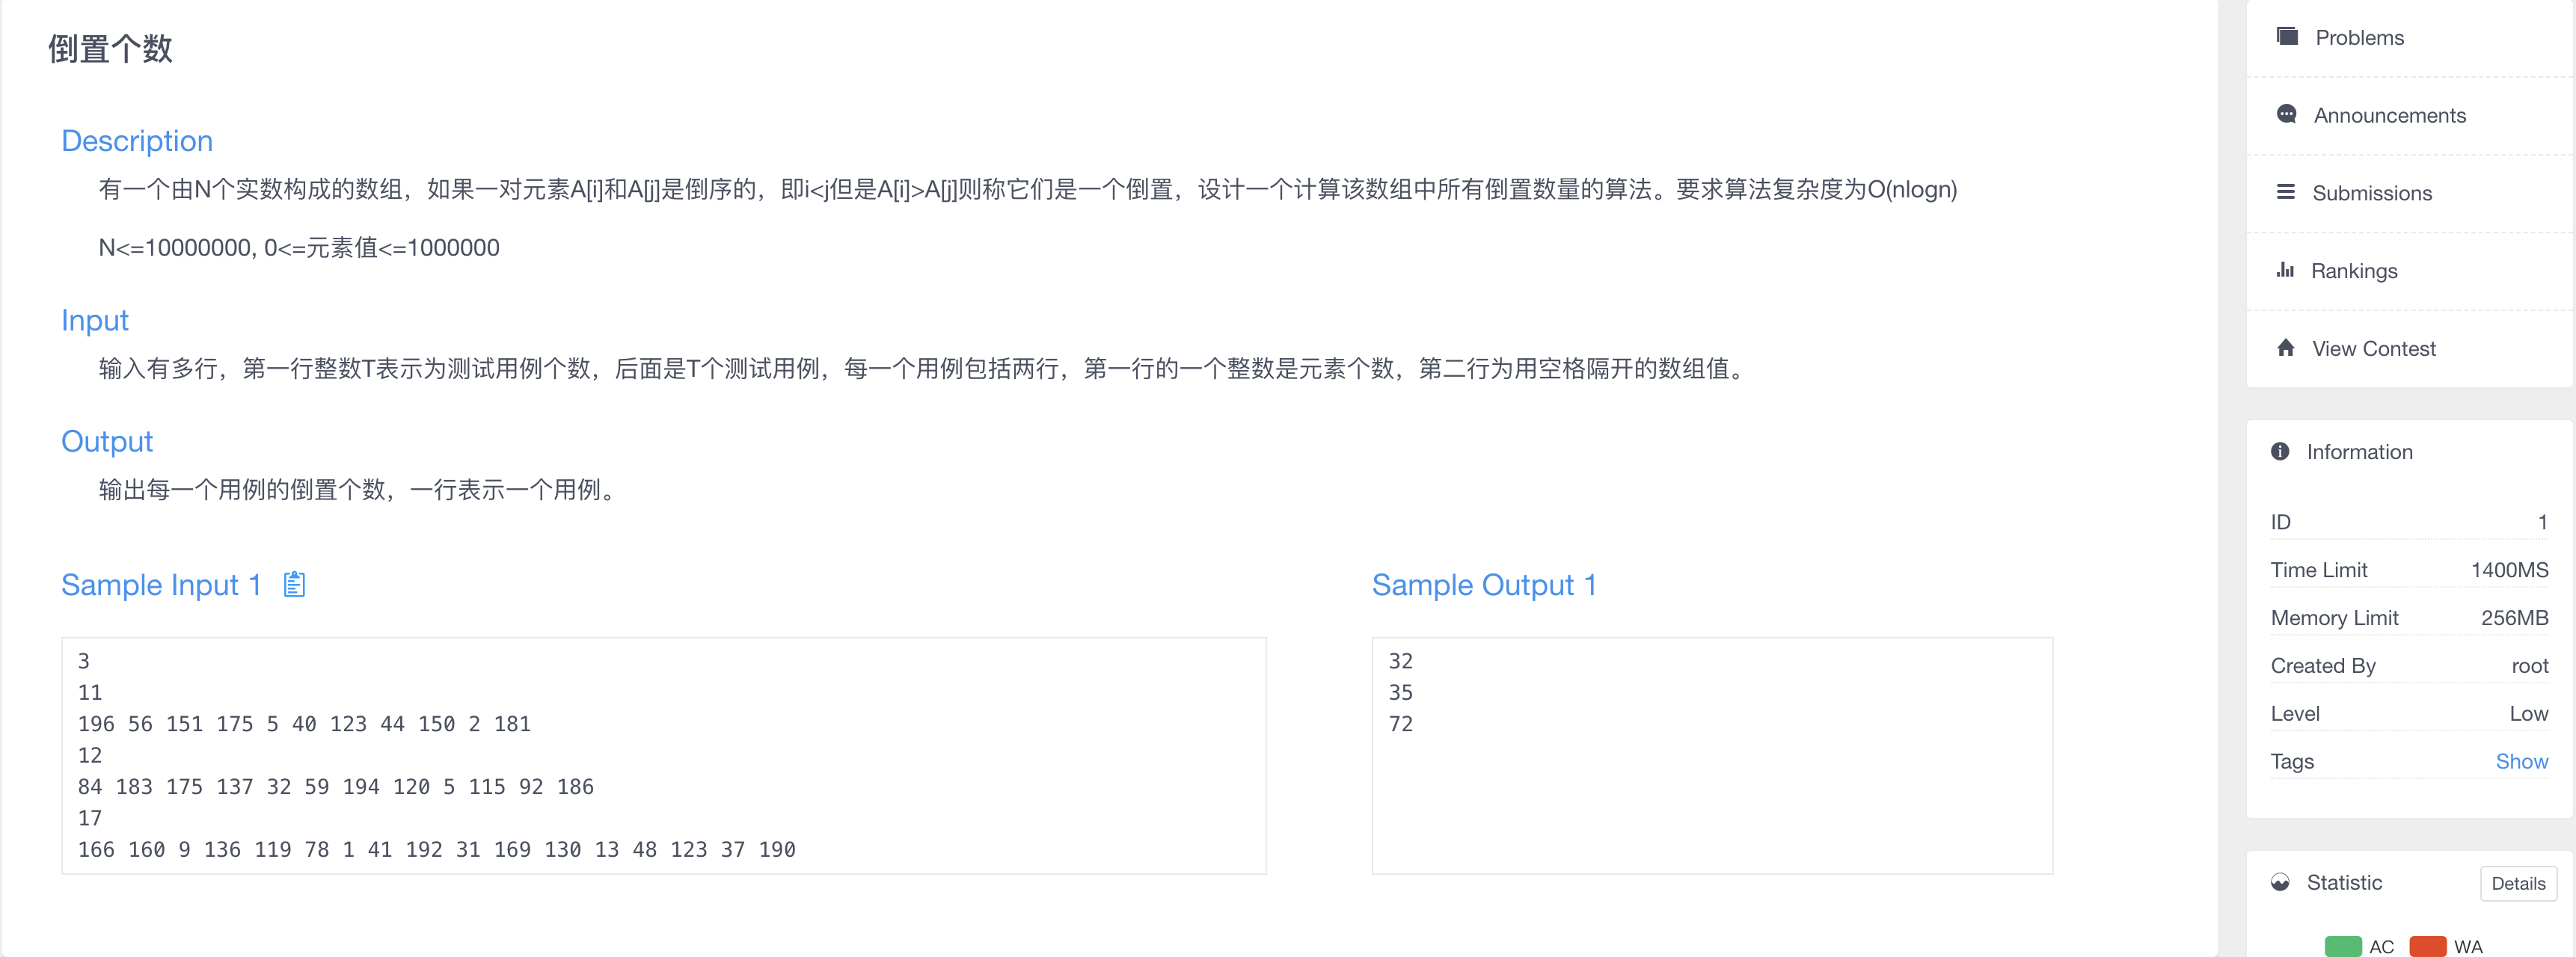 倒置个数
Description
有一个由N个实数构成的数组，如果一对元素A[i]和A[j]是倒序的，即i<j但是A[i]>A[j]则称它们是一个倒置，设计一个计算该数组中所有倒置数量的算法。要求算法复杂度为O(nlogn)
N<=10000000, 0<=元素值<=1000000
Input
输入有多行，第一行整数T表示为测试用例个数，后面是T个测试用例，每一个用例包括两行，第一行的一个整数是元素个数，第二行为用空格隔开的数组值。
Output
输出每一个用例的倒置个数，一行表示一个用例。
Sample Input 1
3
11
196 56 151 175 5 40 123 44 150 2 181
12
84 183 175 137 32 59 194 120 5 115 92 186
17
166 160 9 136 119 78 1 41 192 31 169 130 13 48 123 37 190
Sample Output 1
32
35
72
Problems
Announcements
Submissions
Rankings
View Contest
Information
ID 1
Time Limit 1400MS
Memory Limit 256MB
Created By root
Level Low
Tags Show
Statistic Details
AC WA